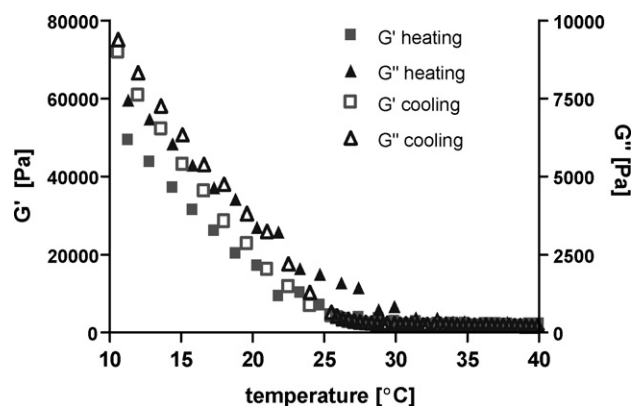 80000
60000
40000
20000
0
G' [Pa]
10000
7500
5000
2500
0
G'' [Pa]
G' heating
G'' heating
G' cooling
G'' cooling
10 15 20 25 30 35 40
temperature [°C]